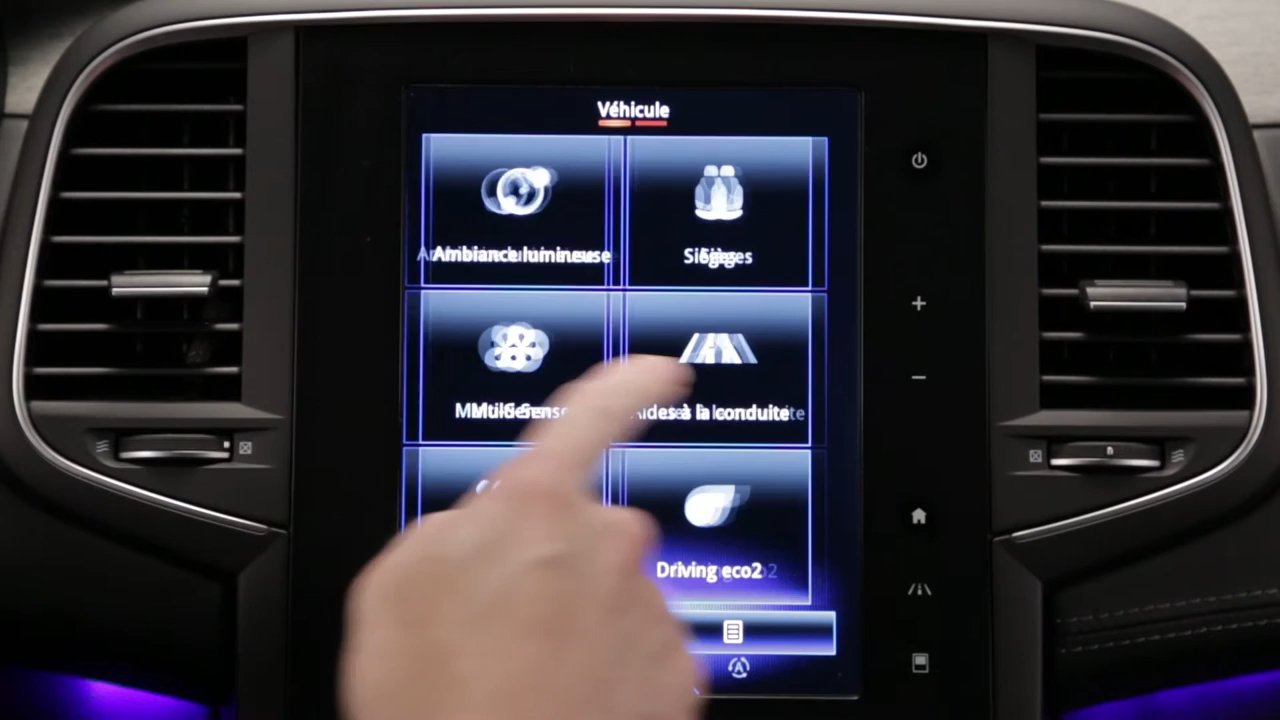 Véhicule
Ambiance lumineuse
Sièges
Multi-Sense
Aides à la conduite
Driving eco2
A